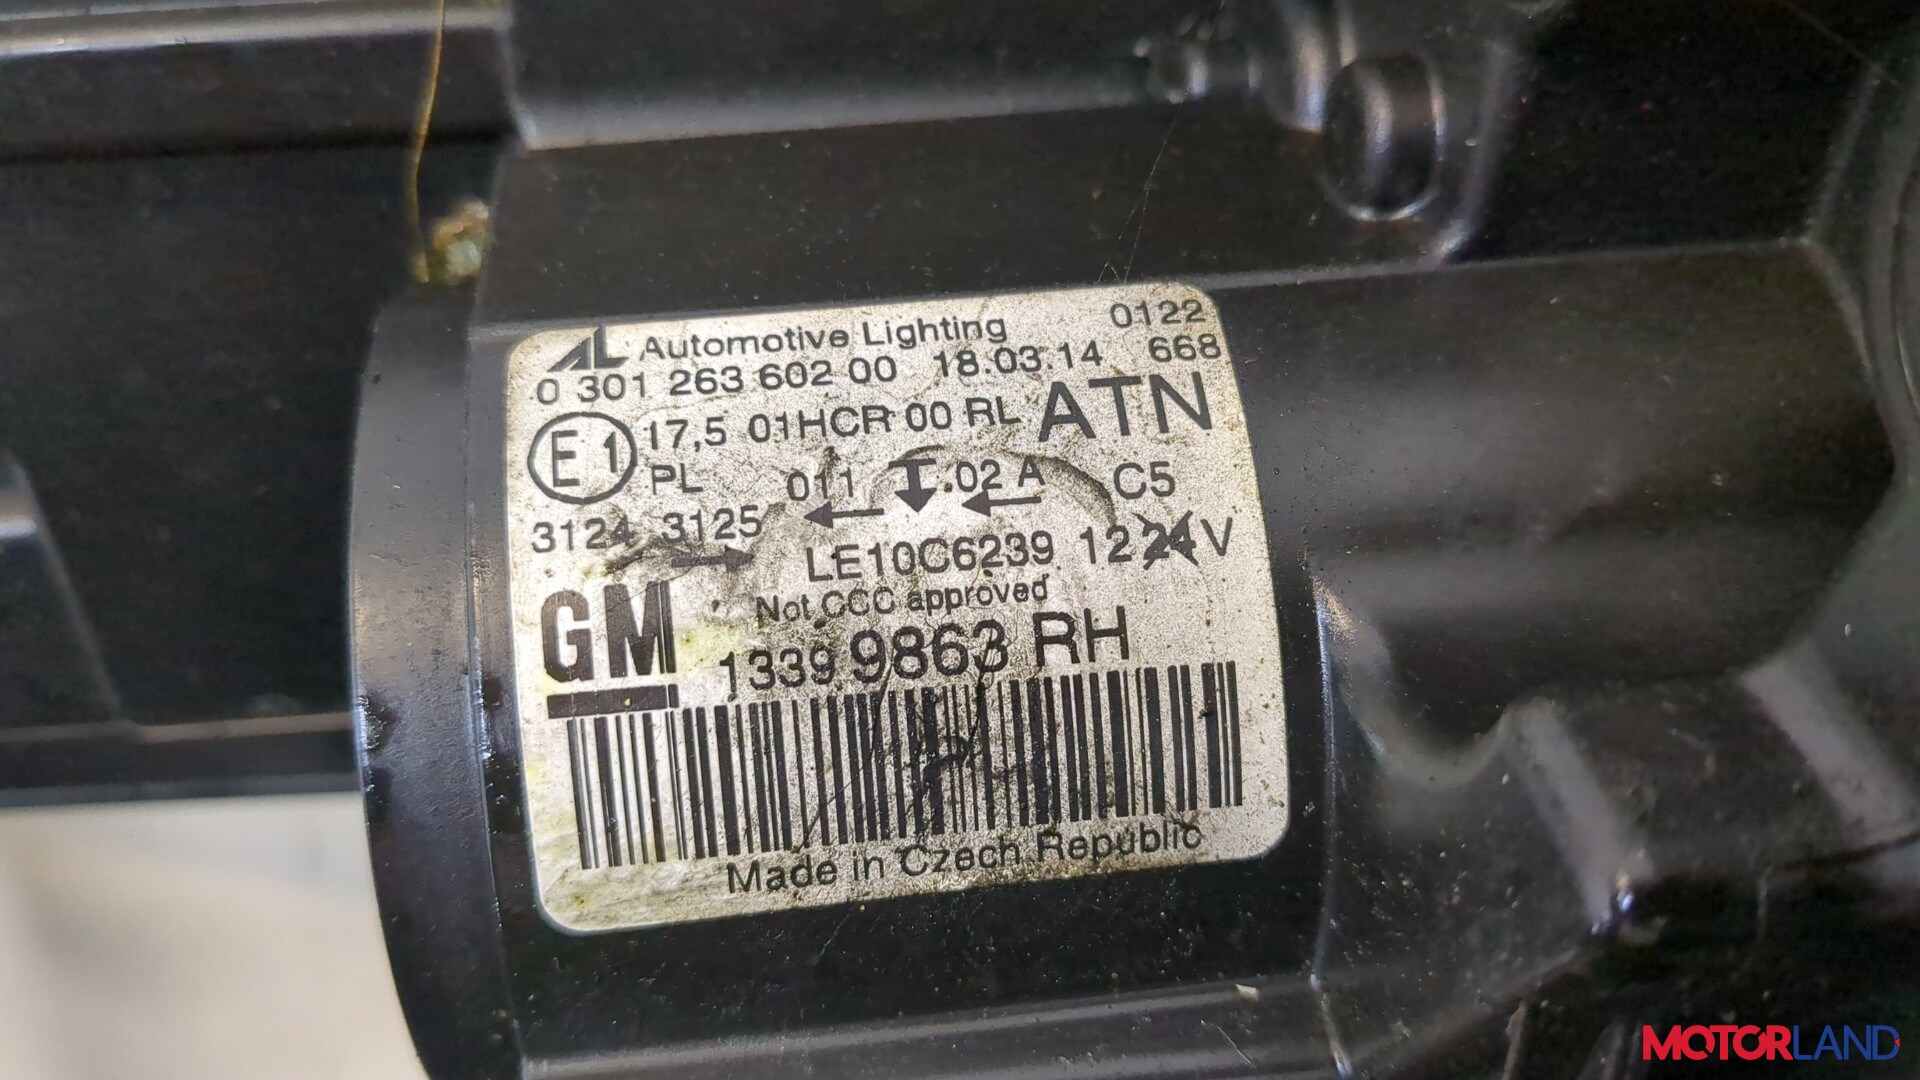 AL Automotive Lighting 0122
0 301 263 602 00 18.03.14 668
E1 17,5 01HCR 00 RL ATN
PL 011 T.02 A C5
3124 3125
LE10C6239 12 24 V
Not CCC approved
GM 1339 9863 RH
Made in Czech Republic
MOTORLAND